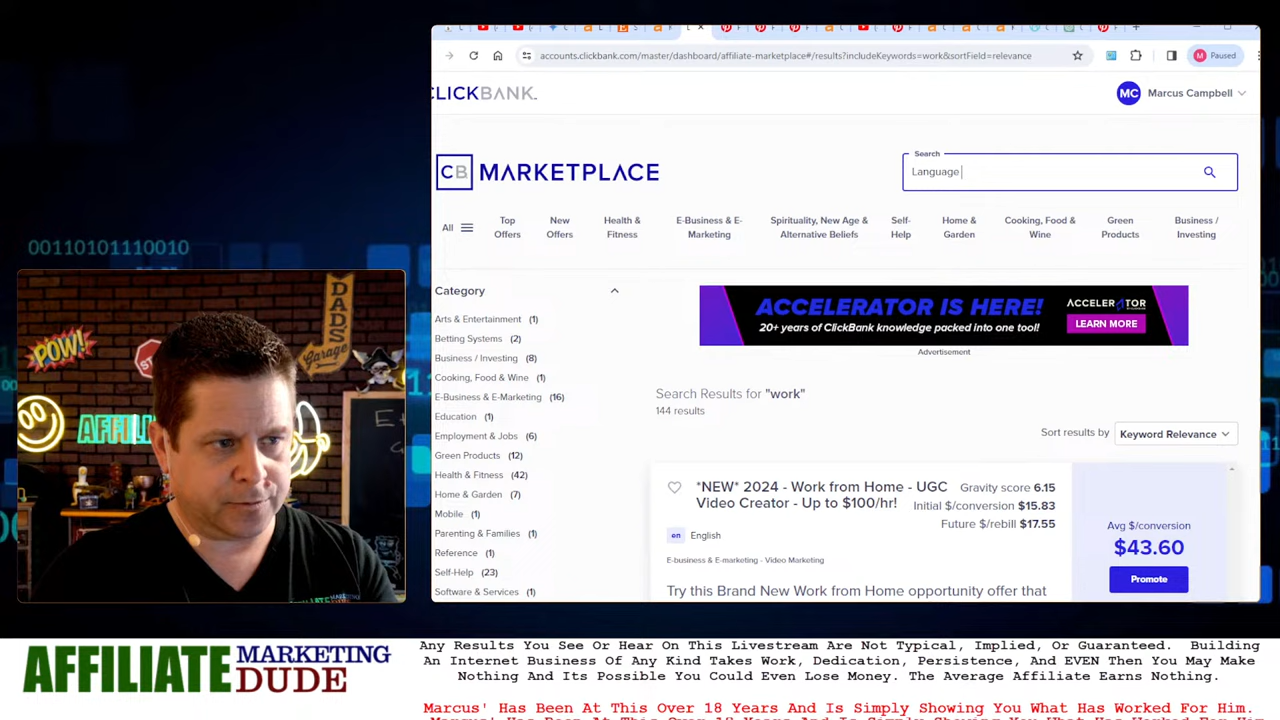 accounts.clickbank.com/master/dashboard/affiliate-marketplace#/results?includeKeywords=work&sortField=relevance
M Paused
CLICKBANK
MC Marcus Campbell
CB MARKETPLACE
Search
Language
All
Top Offers
New Offers
Health & Fitness
E-Business & E-Marketing
Spirituality, New Age & Alternative Beliefs
Self-Help
Home & Garden
Cooking, Food & Wine
Green Products
Business / Investing
Category
Arts & Entertainment (1)
Betting Systems (2)
Business / Investing (8)
Cooking, Food & Wine (1)
E-Business & E-Marketing (16)
Education (1)
Employment & Jobs (6)
Green Products (12)
Health & Fitness (42)
Home & Garden (7)
Mobile (1)
Parenting & Families (1)
Reference (1)
Self-Help (23)
Software & Services (1)
ACCELERATOR IS HERE!
20+ years of ClickBank knowledge packed into one tool!
ACCELERATOR
LEARN MORE
Advertisement
Search Results for "work"
144 results
Sort results by Keyword Relevance
*NEW* 2024 - Work from Home - UGC
Video Creator - Up to $100/hr!
Gravity score 6.15
Initial $/conversion $15.83
Future $/rebill $17.55
en English
E-business & E-marketing - Video Marketing
Try this Brand New Work from Home opportunity offer that
Avg $/conversion
$43.60
Promote
00110101110010
POW!
DADS
Garage
AFFILIATE
MARKETING
DUDE
Any Results You See Or Hear On This Livestream Are Not Typical, Implied, Or Guaranteed. Building
An Internet Business Of Any Kind Takes Work, Dedication, Persistence, And EVEN Then You May Make
Nothing And Its Possible You Could Even Lose Money. The Average Affiliate Earns Nothing.
Marcus' Has Been At This Over 18 Years And Is Simply Showing You What Has Worked For Him.